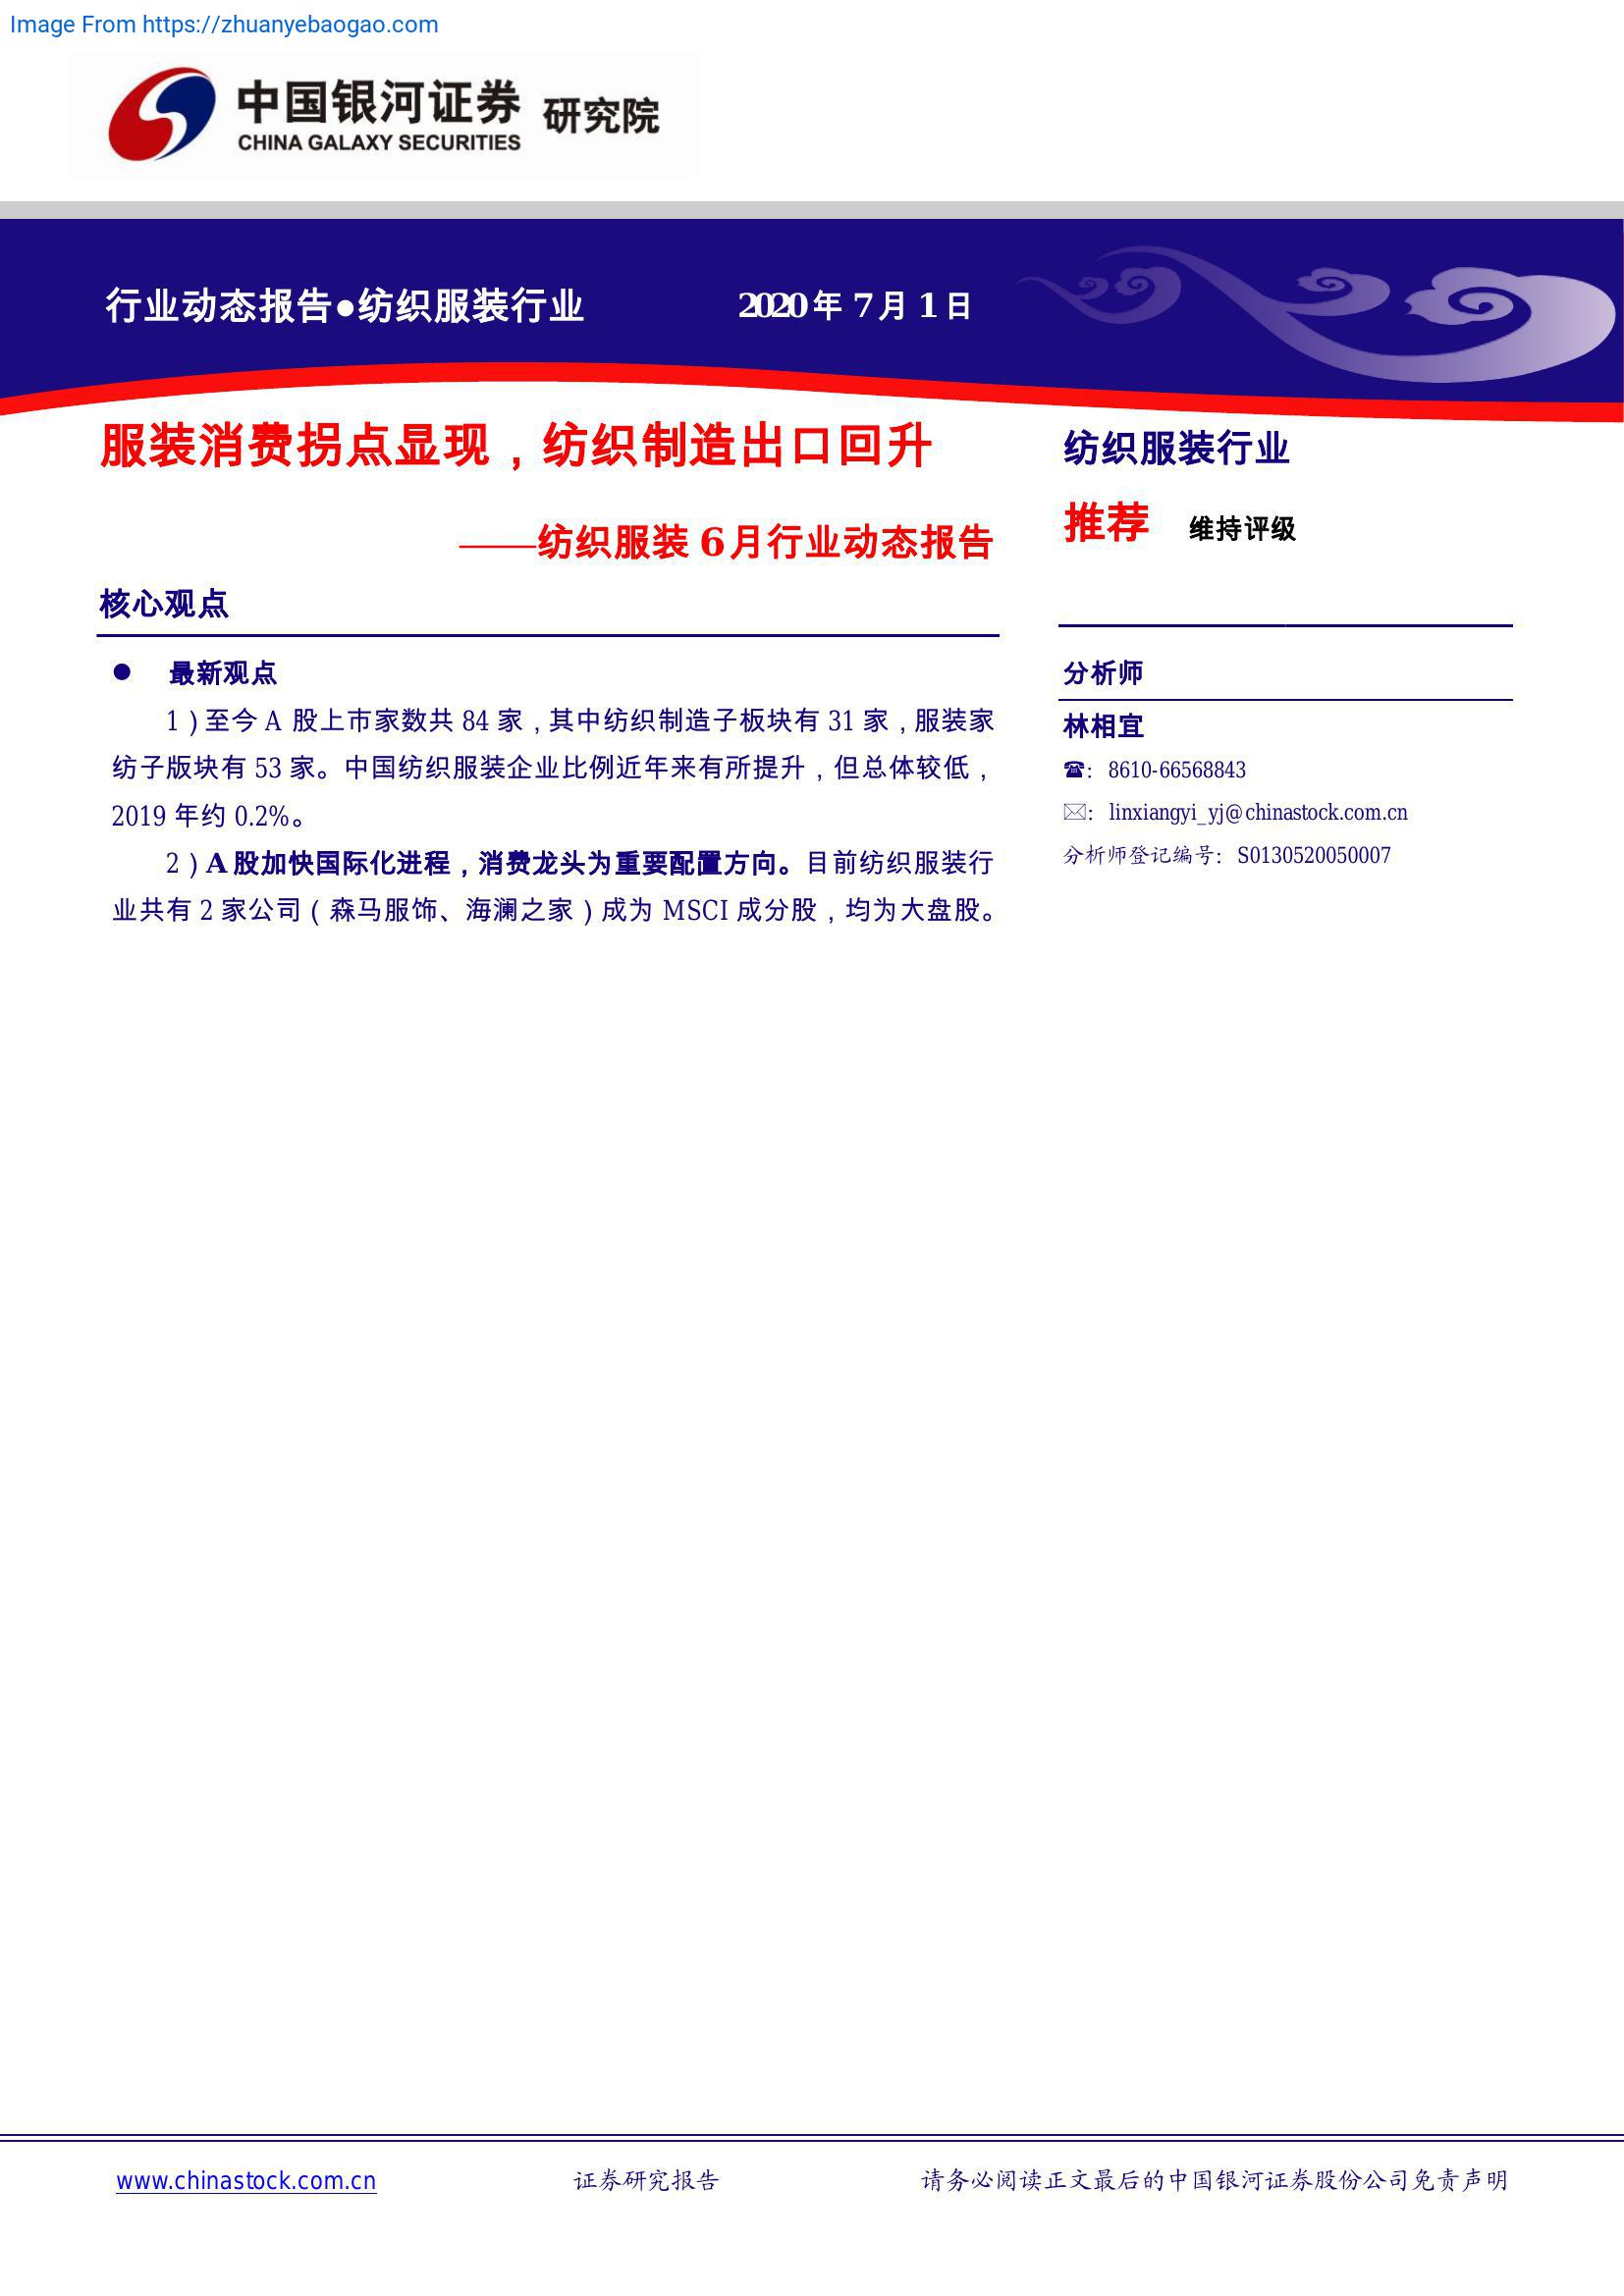 Image From https://zhuanyebaogao.com
中国银河证券 研究院
CHINA GALAXY SECURITIES
行业动态报告●纺织服装行业 2020 年 7 月 1 日
服装消费拐点显现，纺织制造出口回升
——纺织服装 6 月行业动态报告
核心观点
● 最新观点
1）至今 A 股上市家数共 84 家，其中纺织制造子板块有 31 家，服装家
纺子版块有 53 家。中国纺织服装企业比例近年来有所提升，但总体较低，
2019 年约 0.2%。
2）A 股加快国际化进程，消费龙头为重要配置方向。目前纺织服装行
业共有 2 家公司（森马服饰、海澜之家）成为 MSCI 成分股，均为大盘股。
纺织服装行业
推荐 维持评级
分析师
林相宜
☎：8610-66568843
✉：linxiangyi_yj@chinastock.com.cn
分析师登记编号：S0130520050007
www.chinastock.com.cn 证券研究报告 请务必阅读正文最后的中国银河证券股份公司免责声明